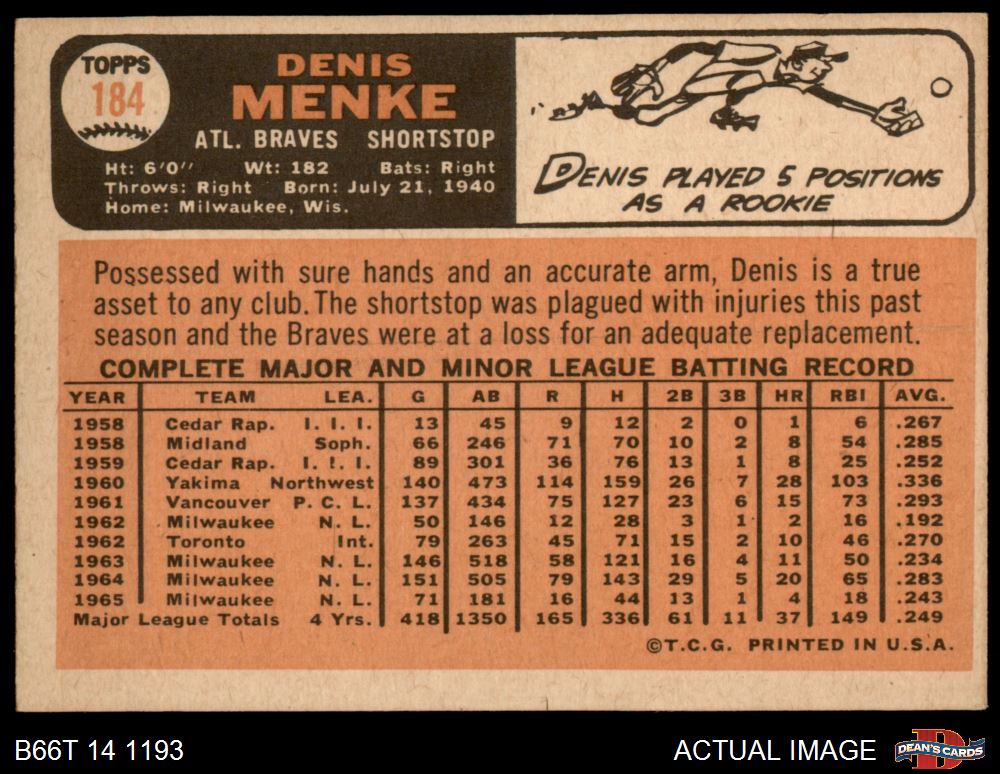 TOPPS
184
DENIS
MENKE
ATL. BRAVES SHORTSTOP
Ht: 6'0'' Wt: 182 Bats: Right
Throws: Right Born: July 21, 1940
Home: Milwaukee, Wis.
DENIS PLAYED 5 POSITIONS
AS A ROOKIE
Possessed with sure hands and an accurate arm, Denis is a true
asset to any club. The shortstop was plagued with injuries this past
season and the Braves were at a loss for an adequate replacement.
COMPLETE MAJOR AND MINOR LEAGUE BATTING RECORD
YEAR TEAM LEA. G AB R H 2B 3B HR RBI AVG.
1958 Cedar Rap. I. I. I. 13 45 9 12 2 0 1 6 .267
1958 Midland Soph. 66 246 71 70 10 2 8 54 .285
1959 Cedar Rap. I. I. I. 89 301 36 76 13 1 8 25 .252
1960 Yakima Northwest 140 473 114 159 26 7 28 103 .336
1961 Vancouver P. C. L. 137 434 75 127 23 6 15 73 .293
1962 Milwaukee N. L. 50 146 12 28 3 1 2 16 .192
1962 Toronto Int. 79 263 45 71 15 2 10 46 .270
1963 Milwaukee N. L. 146 518 58 121 16 4 11 50 .234
1964 Milwaukee N. L. 151 505 79 143 29 5 20 65 .283
1965 Milwaukee N. L. 71 181 16 44 13 1 4 18 .243
Major League Totals 4 Yrs. 418 1350 165 336 61 11 37 149 .249
©T.C.G. PRINTED IN U.S.A.
B66T 14 1193
ACTUAL IMAGE
D
DEAN'S CARDS